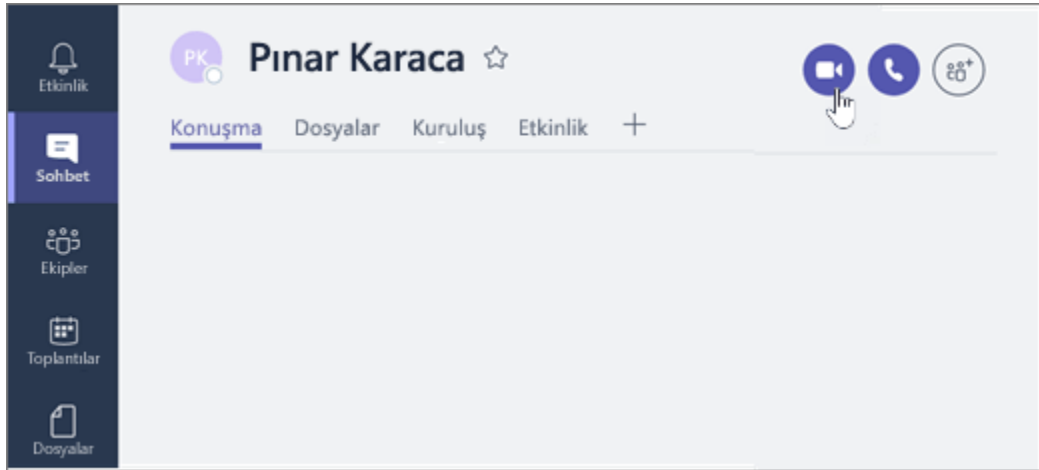 Etkinlik
Sohbet
Ekipler
Toplantılar
Dosyalar
PK Pınar Karaca
Konuşma Dosyalar Kuruluş Etkinlik